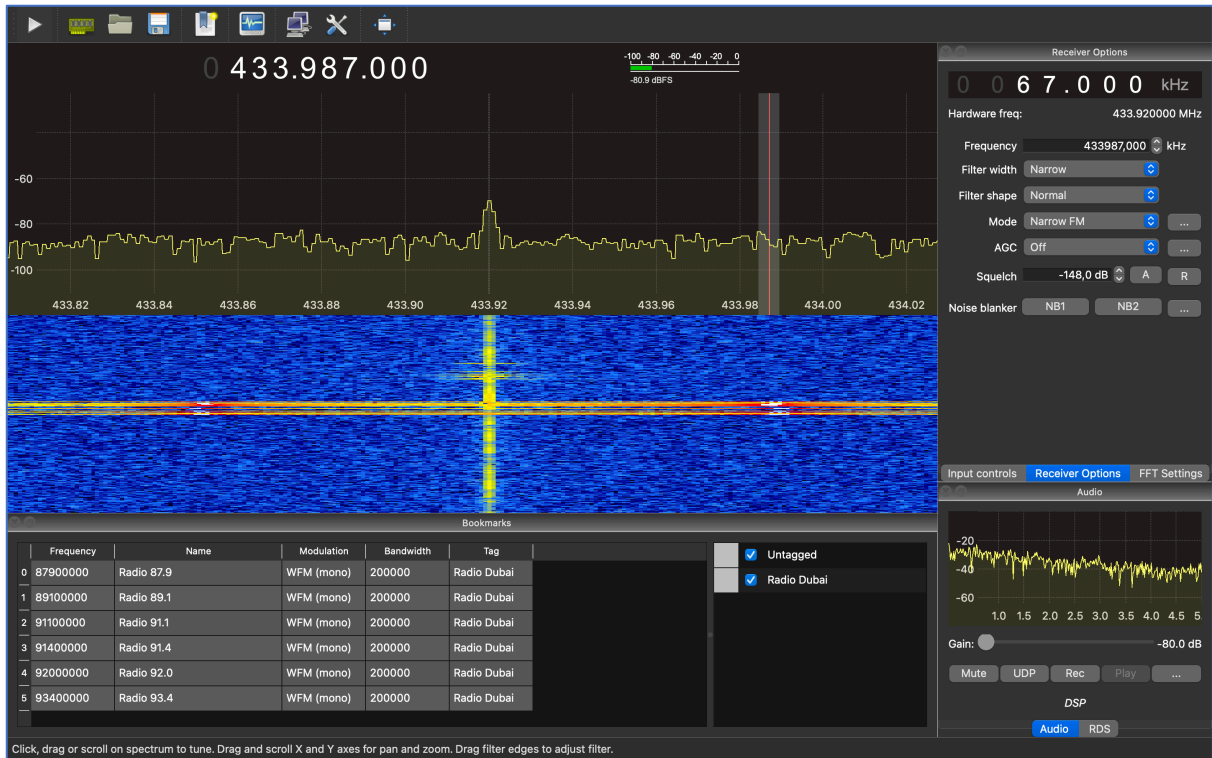 0 433.987.000
-100 -80 -60 -40 -20 0
-80.9 dBFS
-60
-80
-100
433.82 433.84 433.86 433.88 433.90 433.92 433.94 433.96 433.98 434.00 434.02
Receiver Options
0 0 67.000 kHz
Hardware freq: 433.920000 MHz
Frequency 433987,000 kHz
Filter width Narrow
Filter shape Normal
Mode Narrow FM ...
AGC Off ...
Squelch -148,0 dB A R
Noise blanker NB1 NB2 ...
Input controls Receiver Options FFT Settings
Bookmarks
Frequency Name Modulation Bandwidth Tag
0 87900000 Radio 87.9 WFM (mono) 200000 Radio Dubai
1 89100000 Radio 89.1 WFM (mono) 200000 Radio Dubai
2 91100000 Radio 91.1 WFM (mono) 200000 Radio Dubai
3 91400000 Radio 91.4 WFM (mono) 200000 Radio Dubai
4 92000000 Radio 92.0 WFM (mono) 200000 Radio Dubai
5 93400000 Radio 93.4 WFM (mono) 200000 Radio Dubai
Untagged
Radio Dubai
Audio
-20
-40
-60
1.0 1.5 2.0 2.5 3.0 3.5 4.0 4.5 5.
Gain: -80.0 dB
Mute UDP Rec Play ...
DSP
Audio RDS
Click, drag or scroll on spectrum to tune. Drag and scroll X and Y axes for pan and zoom. Drag filter edges to adjust filter.